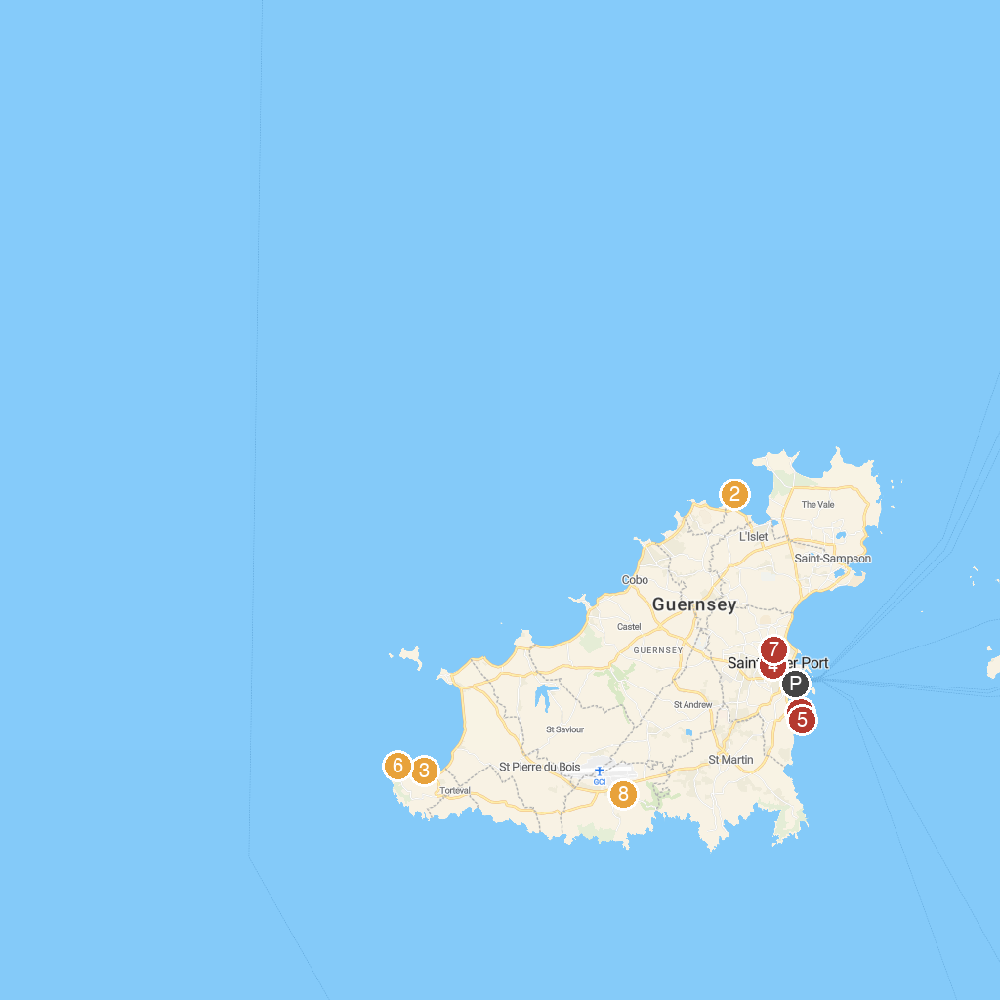 2
The Vale
L'Islet
Saint-Sampson
Cobo
Guernsey
Castel
GUERNSEY
7
4
P
St Andrew
5
St Saviour
St Martin
St Pierre du Bois
GCI
6
3
Torteval
8